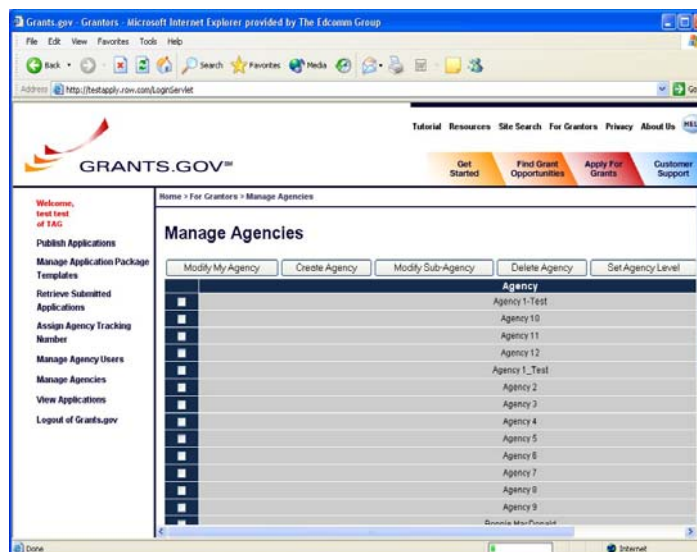 Grants.gov - Grantors - Microsoft Internet Explorer provided by The Edcomm Group
File Edit View Favorites Tools Help
Back Search Favorites Media
Address http://testapply.row.com/LoginServlet Go
Tutorial Resources Site Search For Grantors Privacy About Us HEL
GRANTS.GOV℠
Get Started
Find Grant Opportunities
Apply For Grants
Customer Support
Welcome,
test test
of TAG
Publish Applications
Manage Application Package
Templates
Retrieve Submitted
Applications
Assign Agency Tracking
Number
Manage Agency Users
Manage Agencies
View Applications
Logout of Grants.gov
Home > For Grantors > Manage Agencies
Manage Agencies
Modify My Agency Create Agency Modify Sub-Agency Delete Agency Set Agency Level
Agency
Agency 1-Test
Agency 10
Agency 11
Agency 12
Agency 1_Test
Agency 2
Agency 3
Agency 4
Agency 5
Agency 6
Agency 7
Agency 8
Agency 9
Bonnie MacDonald
Done Internet